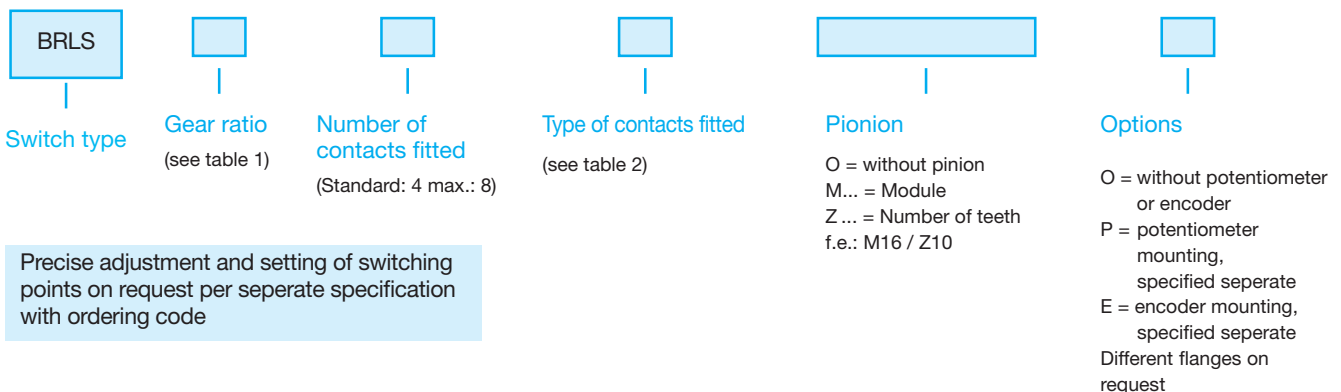 BRLS
Switch type
Gear ratio
(see table 1)
Number of
contacts fitted
(Standard: 4 max.: 8)
Type of contacts fitted
(see table 2)
Pionion
O = without pinion
M... = Module
Z ... = Number of teeth
f.e.: M16 / Z10
Options
O = without potentiometer
or encoder
P = potentiometer
mounting,
specified seperate
E = encoder mounting,
specified seperate
Different flanges on
request
Precise adjustment and setting of switching
points on request per seperate specification
with ordering code